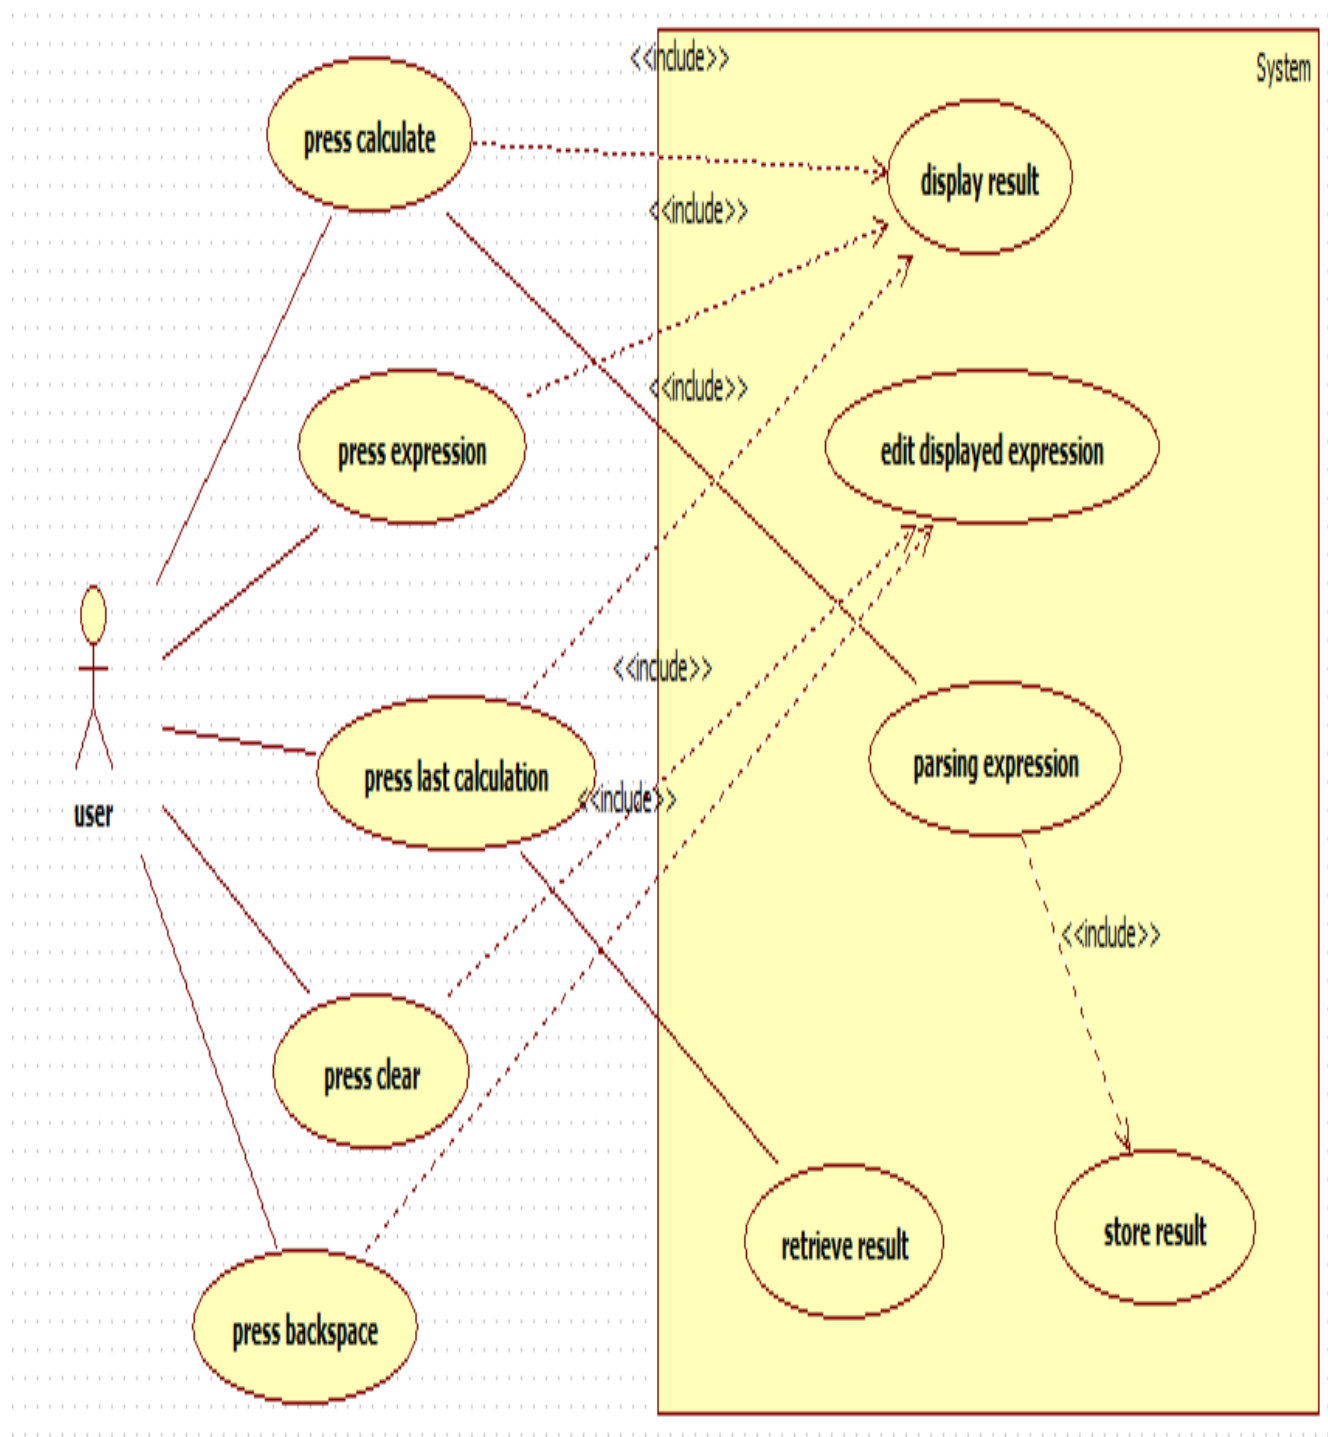 <<include>>
System
press calculate
display result
<<include>>
<<include>>
press expression
edit displayed expression
<<include>>
parsing expression
press last calculation
<<include>>
user
<<include>>
press clear
store result
retrieve result
press backspace